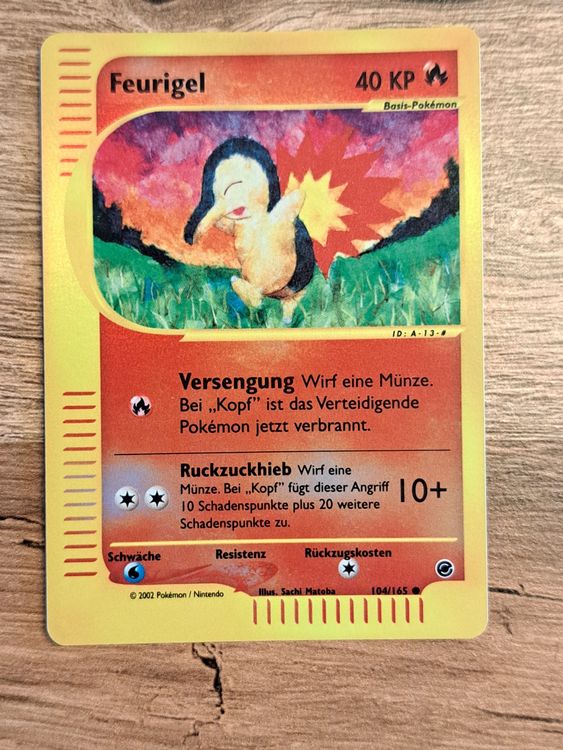 Feurigel 40 KP
Basis-Pokémon
ID: A-13-#
Versengung Wirf eine Münze.
Bei „Kopf” ist das Verteidigende
Pokémon jetzt verbrannt.
Ruckzuckhieb Wirf eine
Münze. Bei „Kopf” fügt dieser Angriff
10 Schadenspunkte plus 20 weitere
Schadenspunkte zu.
10+
Schwäche Resistenz Rückzugskosten
© 2002 Pokémon / Nintendo Illus. Sachi Matoba 104/165